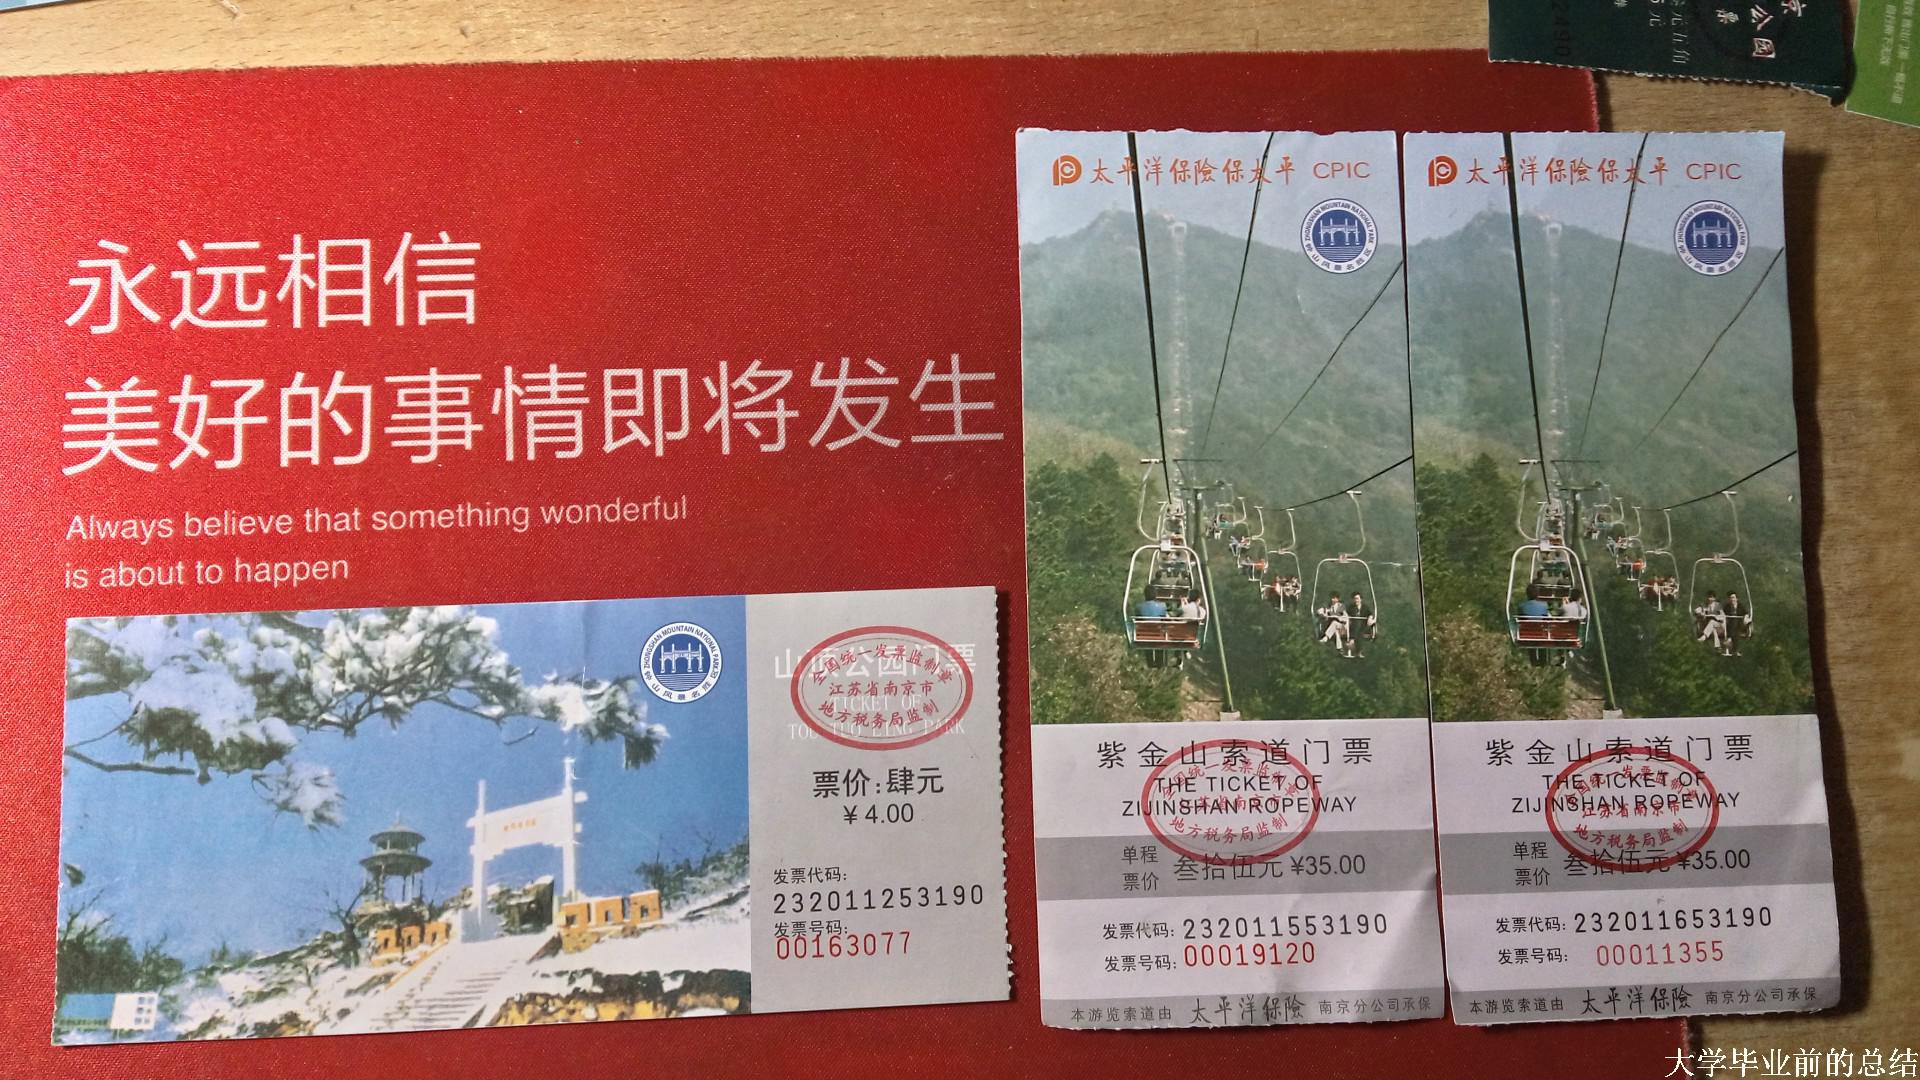 永远相信
美好的事情即将发生
Always believe that something wonderful
is about to happen
ZHONGSHAN MOUNTAIN NATIONAL PARK
钟山风景名胜区
山顶公园门票
TICKET OF
TOU TUO LING PARK
全国统一发票监制章
江苏省南京市
地方税务局监制
票价:肆元
¥4.00
发票代码:
232011253190
发票号码:
00163077
太平洋保险保太平 CPIC
ZHONGSHAN MOUNTAIN NATIONAL PARK
钟山风景名胜区
紫金山索道门票
THE TICKET OF
ZIJINSHAN ROPEWAY
全国统一发票监制章
江苏省南京市
地方税务局监制
单程
票价 叁拾伍元 ¥35.00
发票代码: 232011553190
发票号码: 00019120
本游览索道由 太平洋保险 南京分公司承保
太平洋保险保太平 CPIC
ZHONGSHAN MOUNTAIN NATIONAL PARK
钟山风景名胜区
紫金山索道门票
THE TICKET OF
ZIJINSHAN ROPEWAY
全国统一发票监制章
江苏省南京市
地方税务局监制
单程
票价 叁拾伍元 ¥35.00
发票代码: 232011653190
发票号码: 00011355
本游览索道由 太平洋保险 南京分公司承保
京
公园
票
元五角
2490
大学毕业前的总结